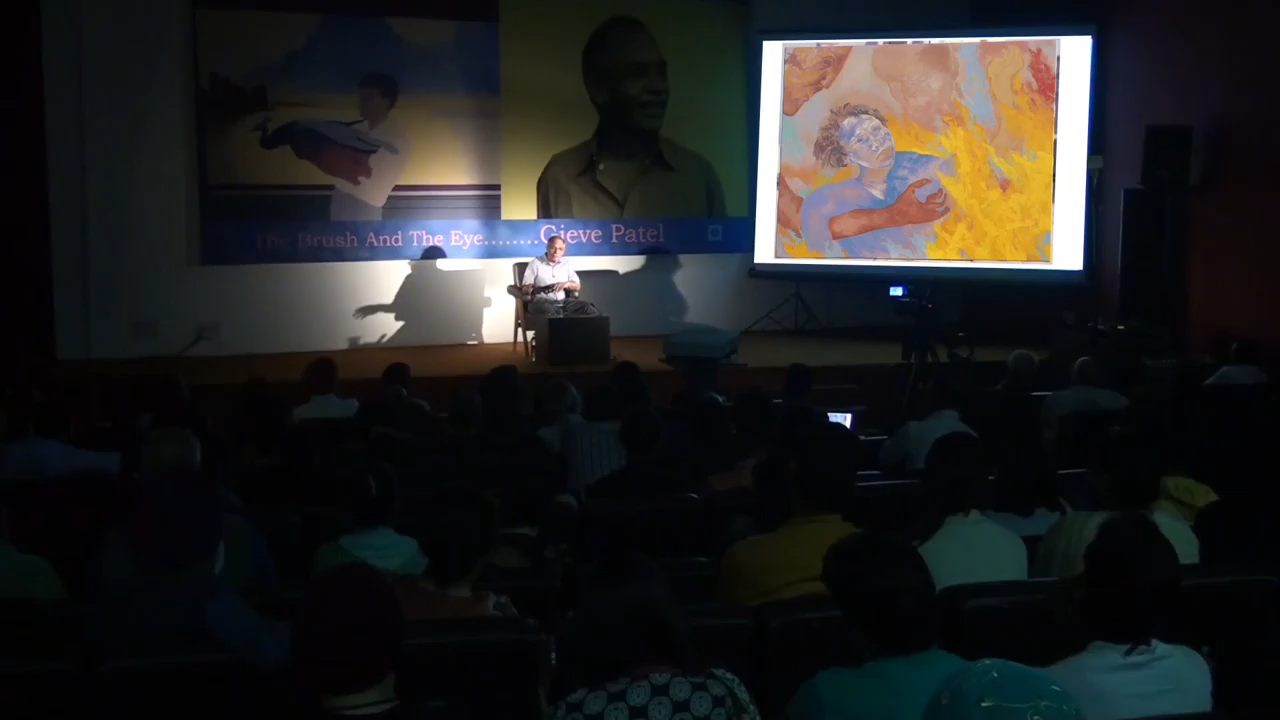 The Brush And The Eye........Gieve Patel